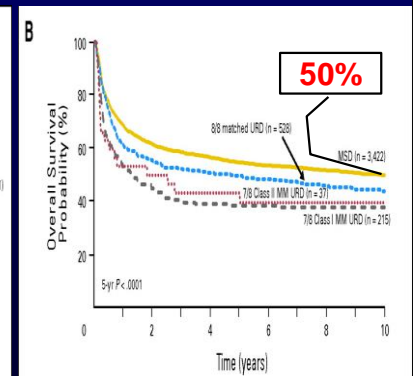 B
50%
Overall Survival
Probability (%)
100
80
60
40
20
0
8/8 matched URD (n = 528)
MSD (n = 3,422)
7/8 Class II MM URD (n = 37)
7/8 Class I MM URD (n = 215)
5-yr P < .0001
2
4
6
8
10
Time (years)